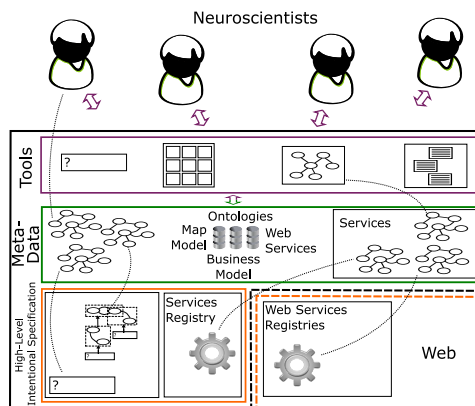 Neuroscientists
Tools
?
Meta-
Data
Ontologies
Map
Model
Web
Services
Business
Model
Services
High-Level
Intentional Specification
?
Services
Registry
Web Services
Registries
Web